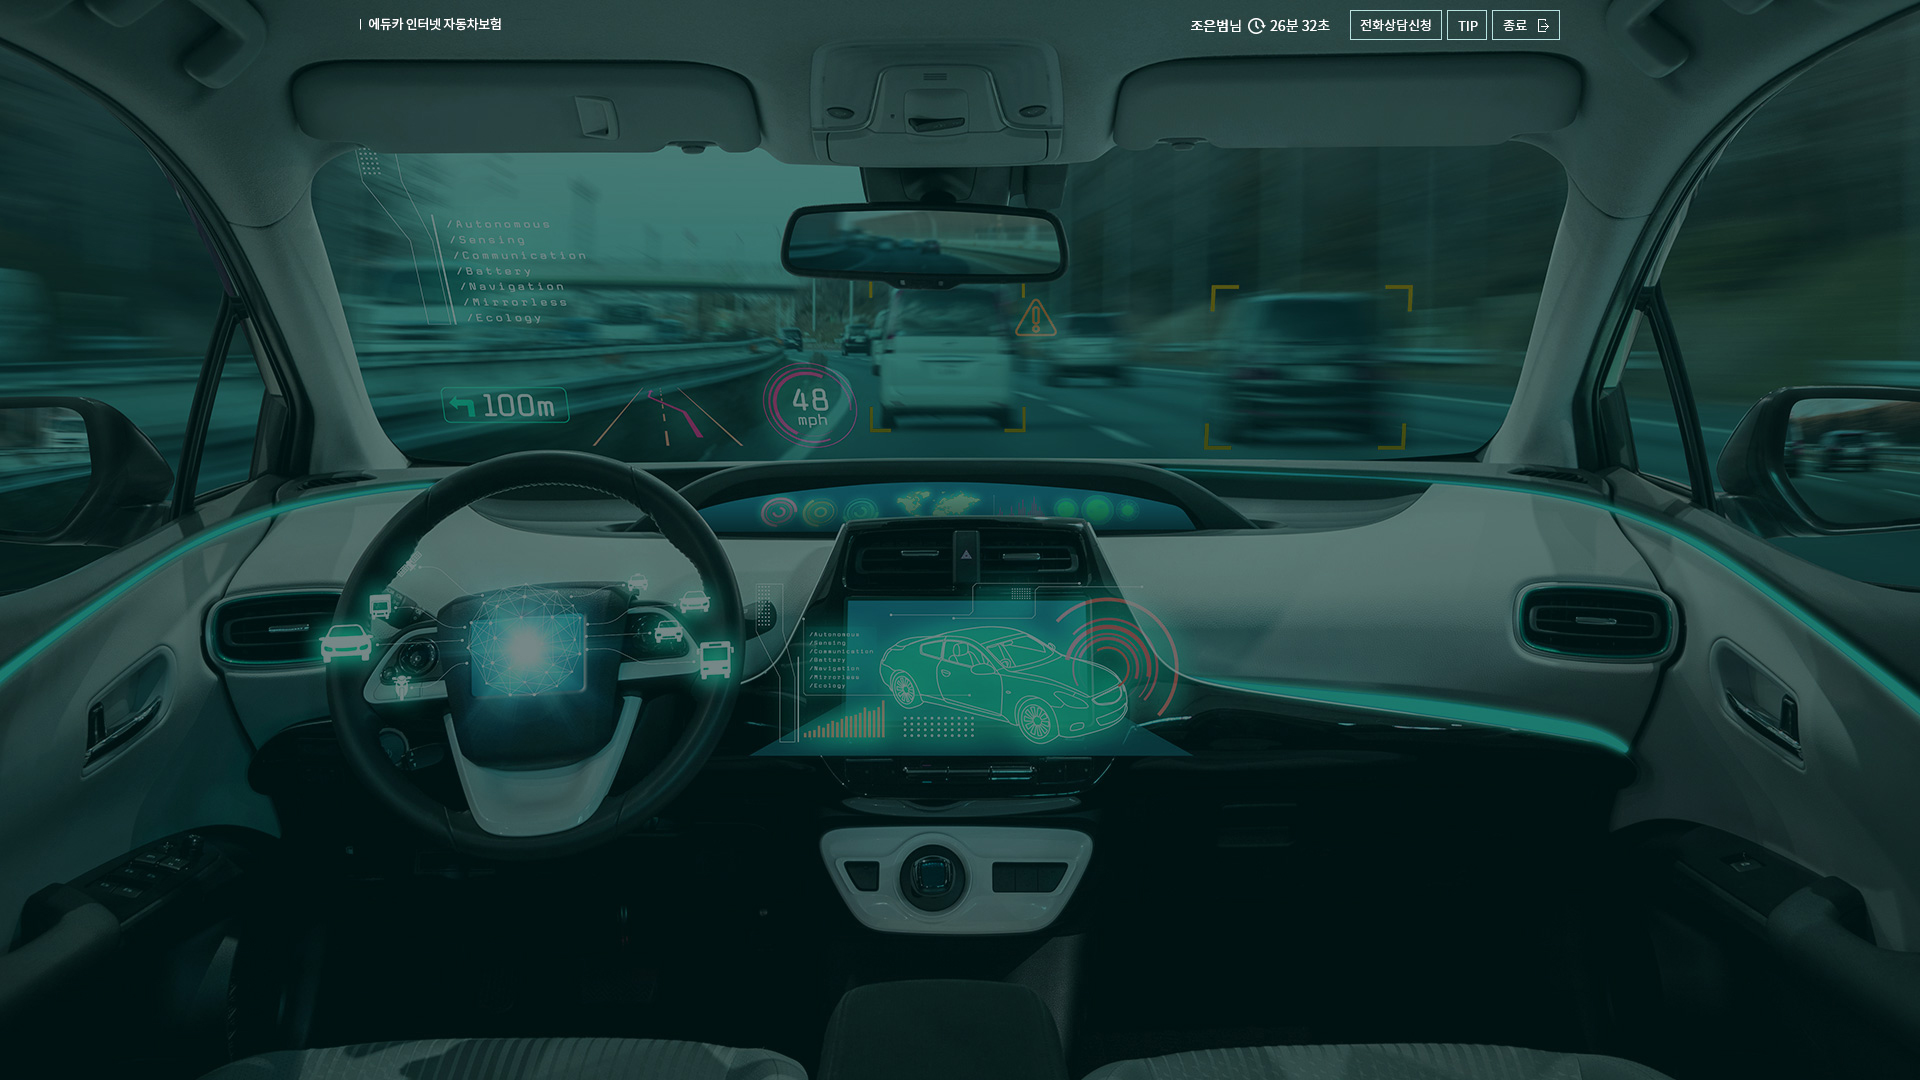 에듀카 인터넷 자동차보험
조은범님 26분 32초 전화상담신청 TIP 종료
/Autonomous
/Sensing
/Communication
/Battery
/Navigation
/Mirrorless
/Ecology
100m
48
mph
/Autonomous
/Sensing
/Communication
/Battery
/Navigation
/Mirrorless
/Ecology